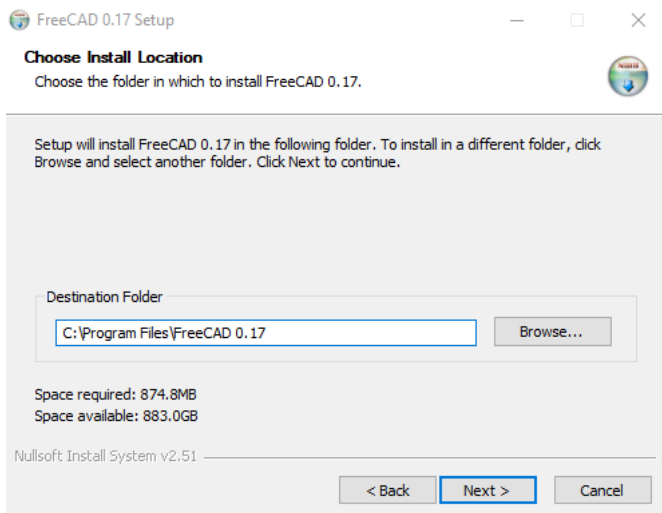 FreeCAD 0.17 Setup
Choose Install Location
Choose the folder in which to install FreeCAD 0.17.
Setup will install FreeCAD 0.17 in the following folder. To install in a different folder, click
Browse and select another folder. Click Next to continue.
Destination Folder
C:\Program Files\FreeCAD 0.17
Browse...
Space required: 874.8MB
Space available: 883.0GB
Nullsoft Install System v2.51
< Back
Next >
Cancel